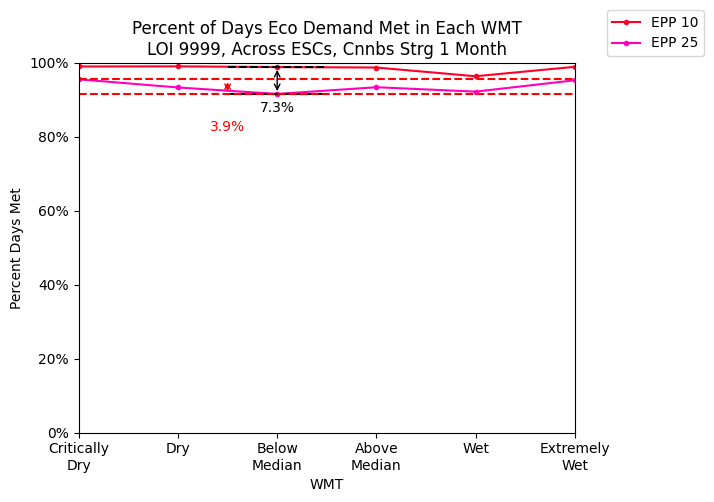 Percent of Days Eco Demand Met in Each WMT
LOI 9999, Across ESCs, Cnnbs Strg 1 Month
EPP 10
EPP 25
100%
80%
60%
40%
20%
0%
Percent Days Met
7.3%
3.9%
Critically
Dry
Dry
Below
Median
Above
Median
Wet
Extremely
Wet
WMT